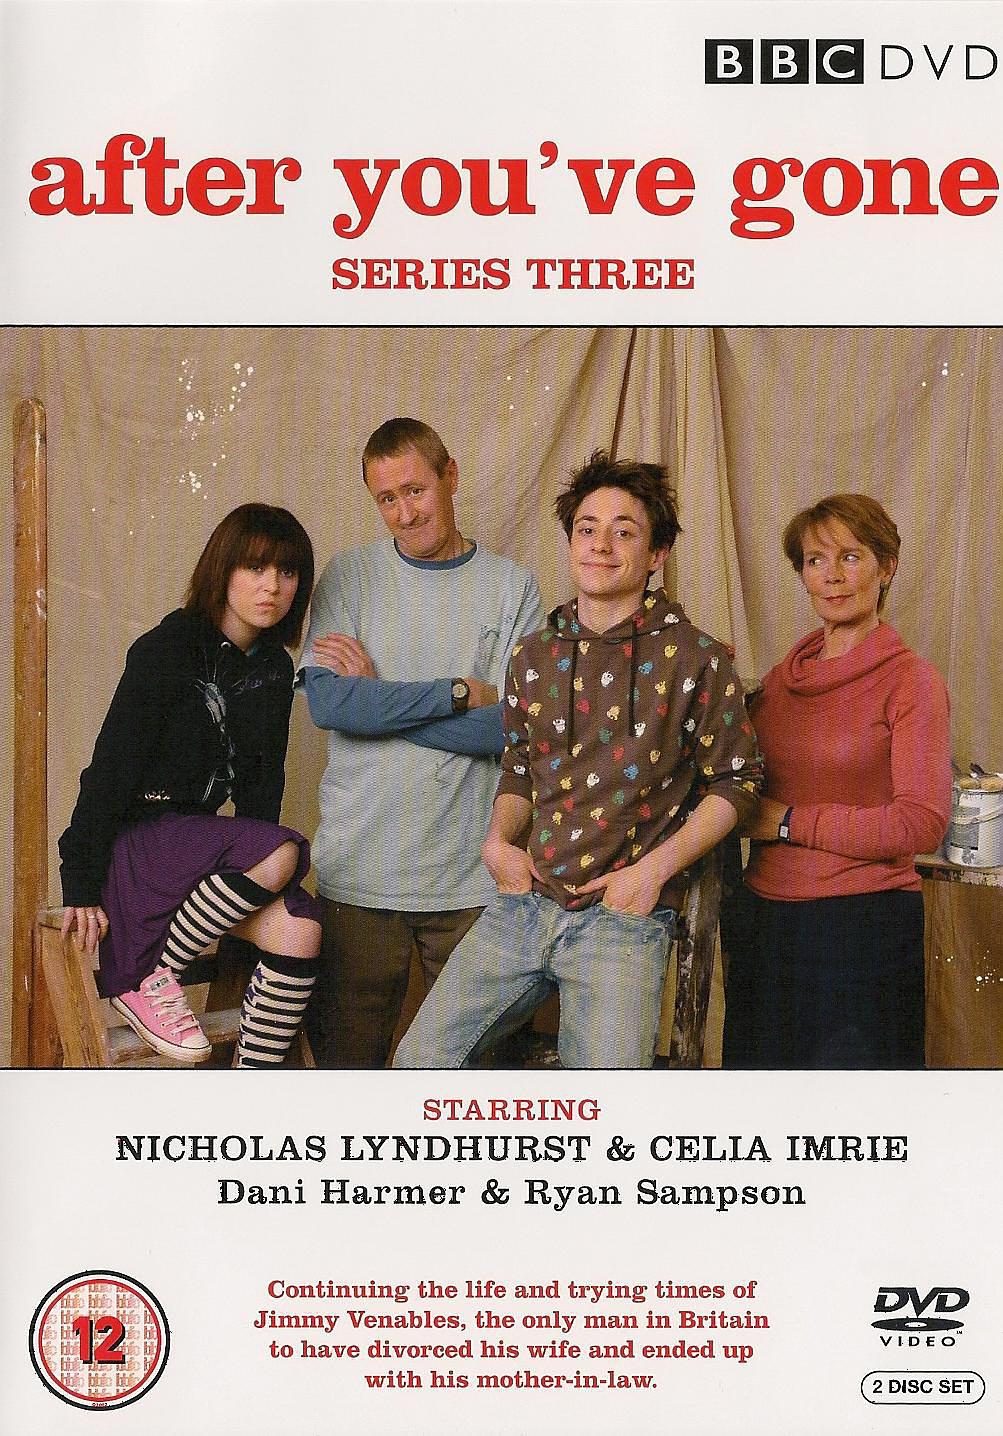 BBC DVD
after you've gone
SERIES THREE
STARRING
NICHOLAS LYNDHURST & CELIA IMRIE
Dani Harmer & Ryan Sampson
12
Continuing the life and trying times of
Jimmy Venables, the only man in Britain
to have divorced his wife and ended up
with his mother-in-law.
DVD
VIDEO™
2 DISC SET